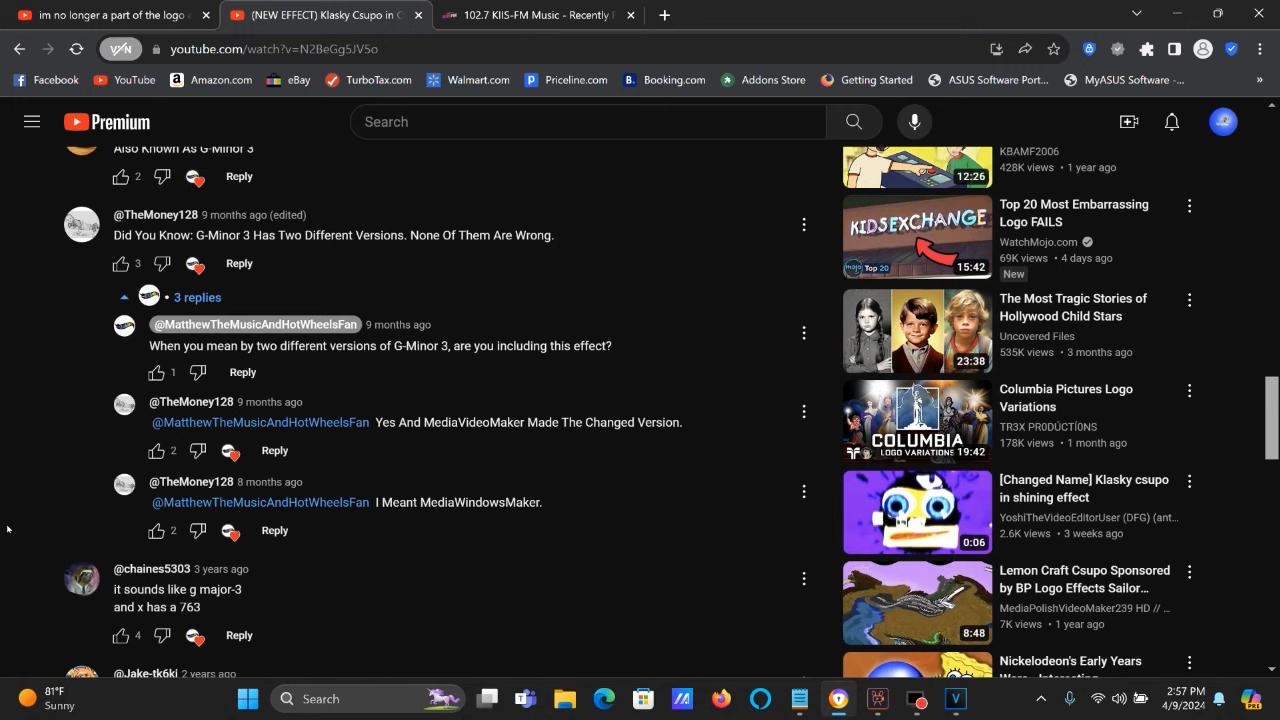 im no longer a part of the logo
(NEW EFFECT) Klasky Csupo in
102.7 KIIS-FM Music - Recently
youtube.com/watch?v=N2BeGg5JV5o
Facebook
YouTube
Amazon.com
eBay
TurboTax.com
Walmart.com
Priceline.com
Booking.com
Addons Store
Getting Started
ASUS Software Port...
MyASUS Software -...
Premium
Search
Also Known As G-Minor 3
2
Reply
@TheMoney128 9 months ago (edited)
Did You Know: G-Minor 3 Has Two Different Versions. None Of Them Are Wrong.
3
Reply
3 replies
@MatthewTheMusicAndHotWheelsFan 9 months ago
When you mean by two different versions of G-Minor 3, are you including this effect?
1
Reply
@TheMoney128 9 months ago
@MatthewTheMusicAndHotWheelsFan Yes And MediaVideoMaker Made The Changed Version.
2
Reply
@TheMoney128 8 months ago
@MatthewTheMusicAndHotWheelsFan I Meant MediaWindowsMaker.
2
Reply
@chaines5303 3 years ago
it sounds like g major-3
and x has a 763
4
Reply
@Jake-tk6ki 2 years ago
12:26
KBAMF2006
428K views • 1 year ago
KIDS EXCHANGE
mojo Top 20
15:42
Top 20 Most Embarrassing
Logo FAILS
WatchMojo.com
69K views • 4 days ago
New
23:38
The Most Tragic Stories of
Hollywood Child Stars
Uncovered Files
535K views • 3 months ago
COLUMBIA
LOGO VARIATIONS
19:42
Columbia Pictures Logo
Variations
TR3X PR0DÚCTÍ0NS
178K views • 1 month ago
0:06
[Changed Name] Klasky csupo
in shining effect
YoshiTheVideoEditorUser (DFG) (ant...
2.6K views • 3 weeks ago
8:48
Lemon Craft Csupo Sponsored
by BP Logo Effects Sailor...
MediaPolishVideoMaker239 HD // ...
7K views • 1 year ago
Nickelodeon's Early Years
81°F
Sunny
Search
2:57 PM
4/9/2024